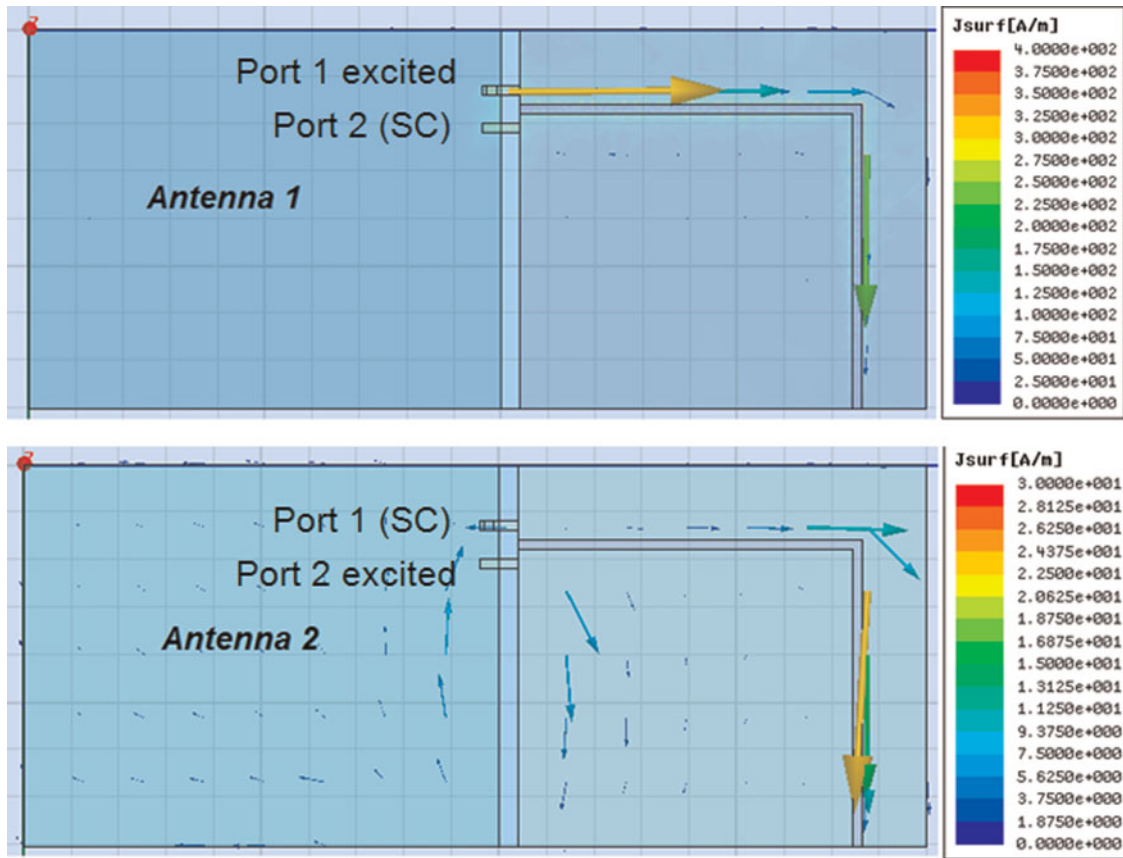 Port 1 excited
Port 2 (SC)
Antenna 1
Jsurf[A/m]
4.0000e+002
3.7500e+002
3.5000e+002
3.2500e+002
3.0000e+002
2.7500e+002
2.5000e+002
2.2500e+002
2.0000e+002
1.7500e+002
1.5000e+002
1.2500e+002
1.0000e+002
7.5000e+001
5.0000e+001
2.5000e+001
0.0000e+000
Port 1 (SC)
Port 2 excited
Antenna 2
Jsurf[A/m]
3.0000e+001
2.8125e+001
2.6250e+001
2.4375e+001
2.2500e+001
2.0625e+001
1.8750e+001
1.6875e+001
1.5000e+001
1.3125e+001
1.1250e+001
9.3750e+000
7.5000e+000
5.6250e+000
3.7500e+000
1.8750e+000
0.0000e+000